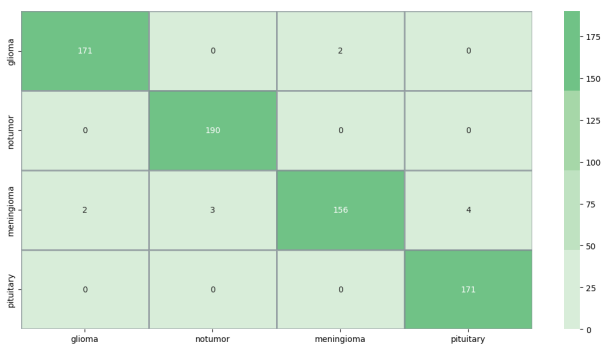 glioma 171 0 2 0
notumor 0 190 0 0
meningioma 2 3 156 4
pituitary 0 0 0 171
glioma notumor meningioma pituitary
175
150
125
100
75
50
25
0